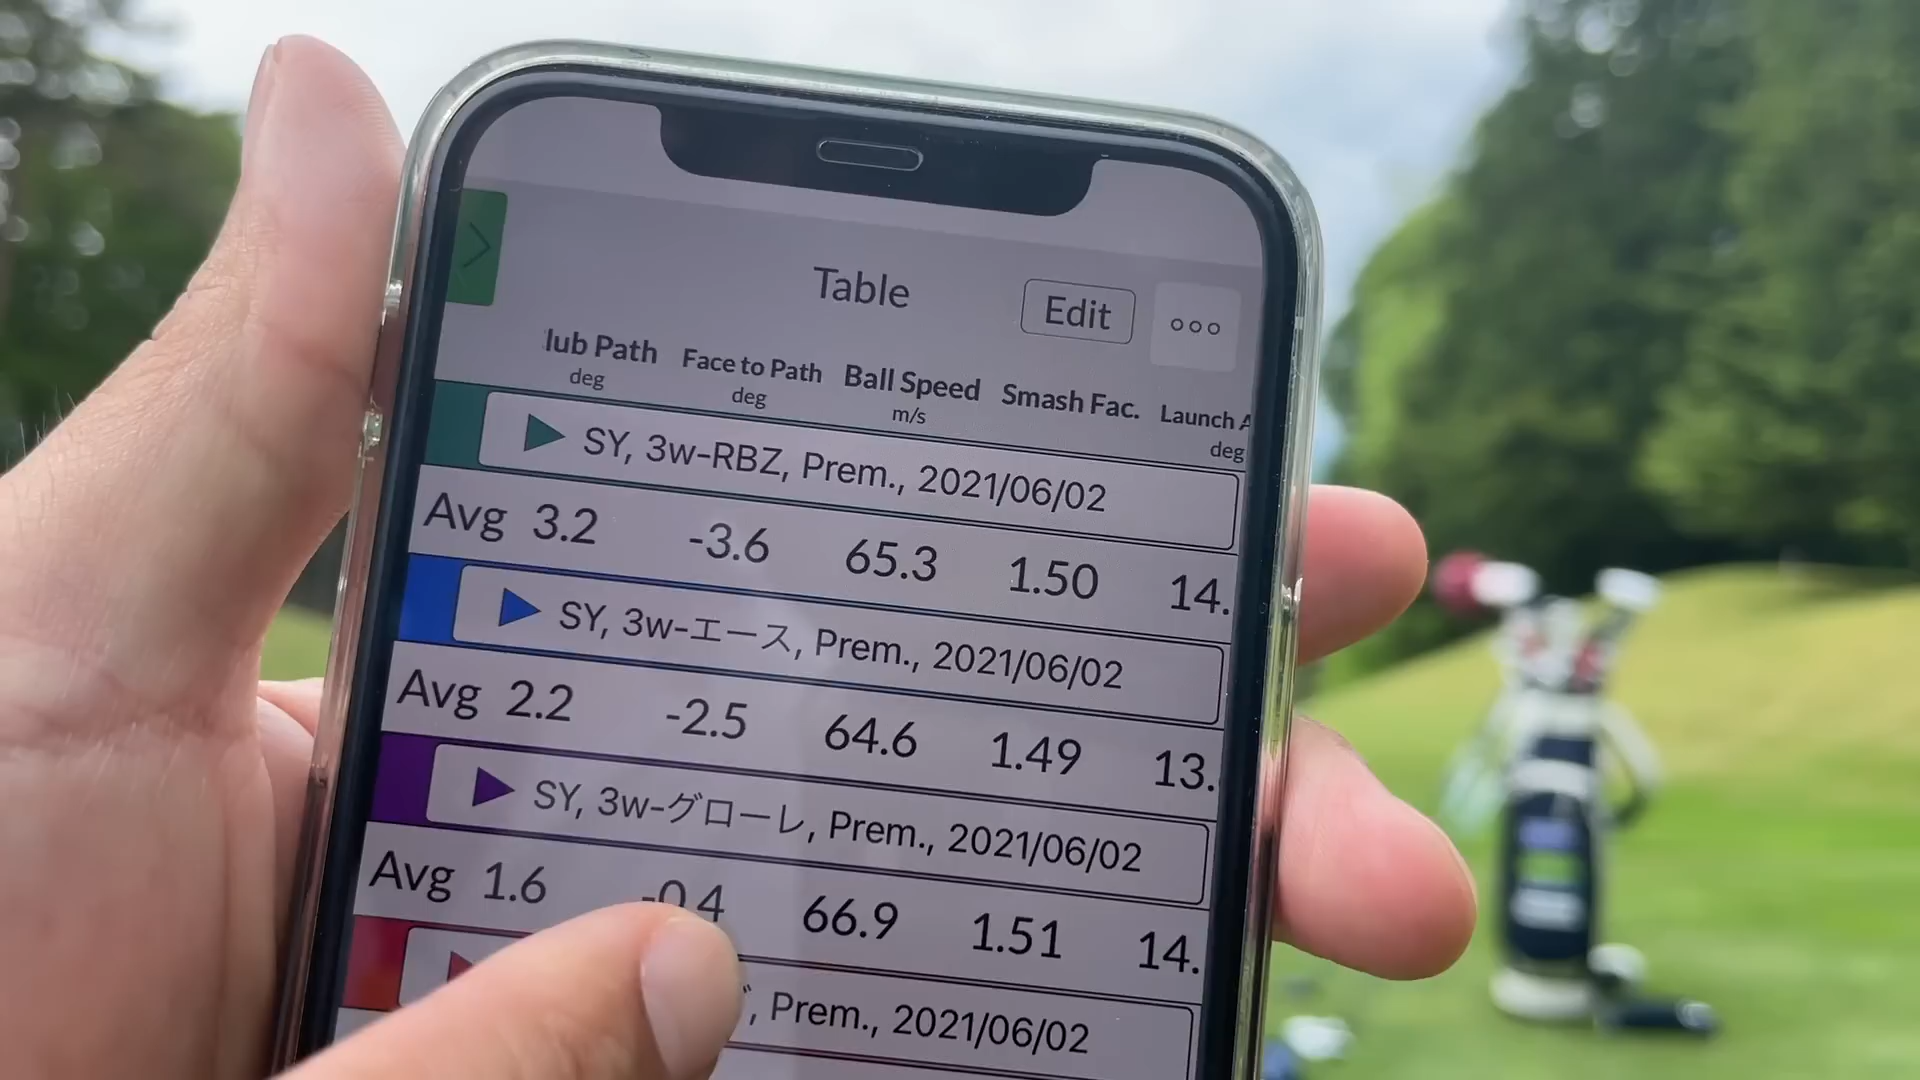 Table
Edit
lub Path Face to Path Ball Speed Smash Fac. Launch A
deg deg m/s deg
SY, 3w-RBZ, Prem., 2021/06/02
Avg 3.2 -3.6 65.3 1.50 14.
SY, 3w-エース, Prem., 2021/06/02
Avg 2.2 -2.5 64.6 1.49 13.
SY, 3w-グローレ, Prem., 2021/06/02
Avg 1.6 -0.4 66.9 1.51 14.
, Prem., 2021/06/02